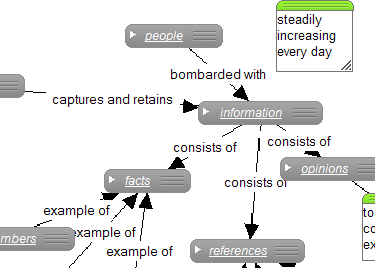 steadily
increasing
every day
people
bombarded with
captures and retains
information
consists of
consists of
opinions
consists of
facts
to
co
ex
example of
mbers
example of
example of
references